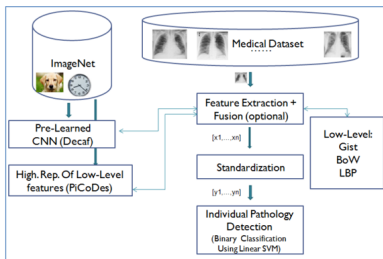 ImageNet
Medical Dataset
......
Pre-Learned
CNN (Decaf)
High. Rep. Of Low-Level
features (PiCoDes)
Feature Extraction +
Fusion (optional)
[x1,...,xn]
Standardization
[y1,...,yn]
Individual Pathology
Detection
(Binary Classification
Using Linear SVM)
Low-Level:
Gist
BoW
LBP